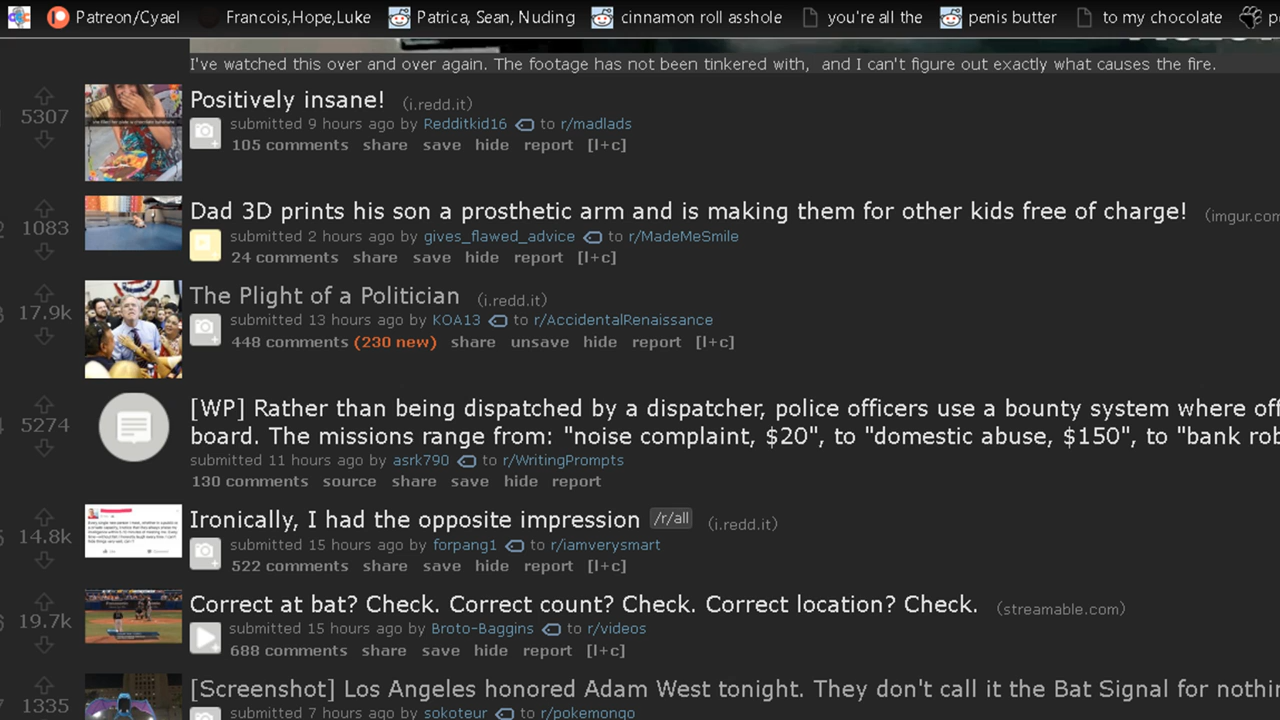 Patreon/Cyael Francois,Hope,Luke Patrica, Sean, Nuding cinnamon roll asshole you're all the penis butter to my chocolate
I've watched this over and over again. The footage has not been tinkered with, and I can't figure out exactly what causes the fire.
Positively insane! (i.redd.it)
5307
submitted 9 hours ago by Redditkid16 to r/madlads
105 comments share save hide report [l+c]
Dad 3D prints his son a prosthetic arm and is making them for other kids free of charge! (imgur.com
1083
submitted 2 hours ago by gives_flawed_advice to r/MadeMeSmile
24 comments share save hide report [l+c]
The Plight of a Politician (i.redd.it)
17.9k
submitted 13 hours ago by KOA13 to r/AccidentalRenaissance
448 comments (230 new) share unsave hide report [l+c]
[WP] Rather than being dispatched by a dispatcher, police officers use a bounty system where off
5274
board. The missions range from: "noise complaint, $20", to "domestic abuse, $150", to "bank rob
submitted 11 hours ago by asrk790 to r/WritingPrompts
130 comments source share save hide report
Ironically, I had the opposite impression /r/all (i.redd.it)
14.8k
submitted 15 hours ago by forpang1 to r/iamverysmart
522 comments share save hide report [l+c]
Correct at bat? Check. Correct count? Check. Correct location? Check. (streamable.com)
19.7k
submitted 15 hours ago by Broto-Baggins to r/videos
688 comments share save hide report [l+c]
[Screenshot] Los Angeles honored Adam West tonight. They don't call it the Bat Signal for nothin
1335
submitted 7 hours ago by sokoteur to r/pokemongo